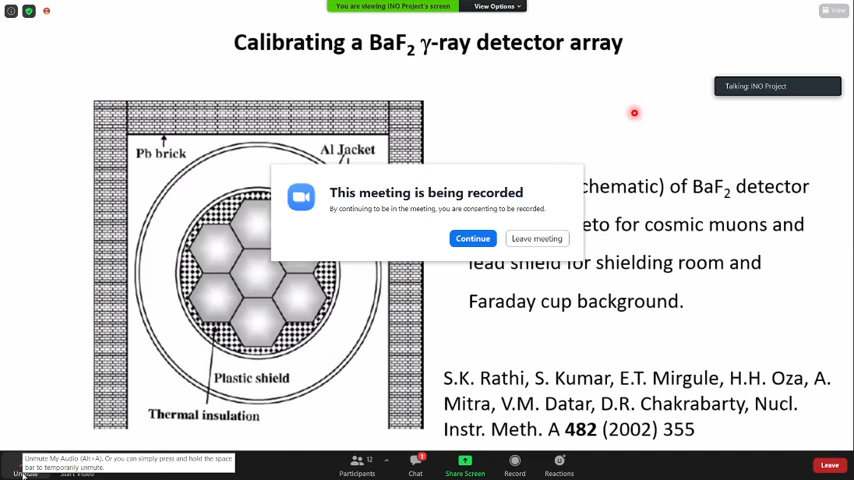 You are viewing INO Project's screen
View Options
View
Calibrating a BaF2 γ-ray detector array
Talking: INO Project
Pb brick
Al Jacket
This meeting is being recorded
By continuing to be in the meeting, you are consenting to be recorded.
Continue
Leave meeting
chematic) of BaF2 detector
eto for cosmic muons and
lead shield for shielding room and
Faraday cup background.
Plastic shield
Thermal insulation
S.K. Rathi, S. Kumar, E.T. Mirgule, H.H. Oza, A.
Mitra, V.M. Datar, D.R. Chakrabarty, Nucl.
Instr. Meth. A 482 (2002) 355
Unmute My Audio (Alt+A). Or you can simply press and hold the space
bar to temporarily unmute.
Unmute
Start Video
12
Participants
1
Chat
Share Screen
Record
Reactions
Leave